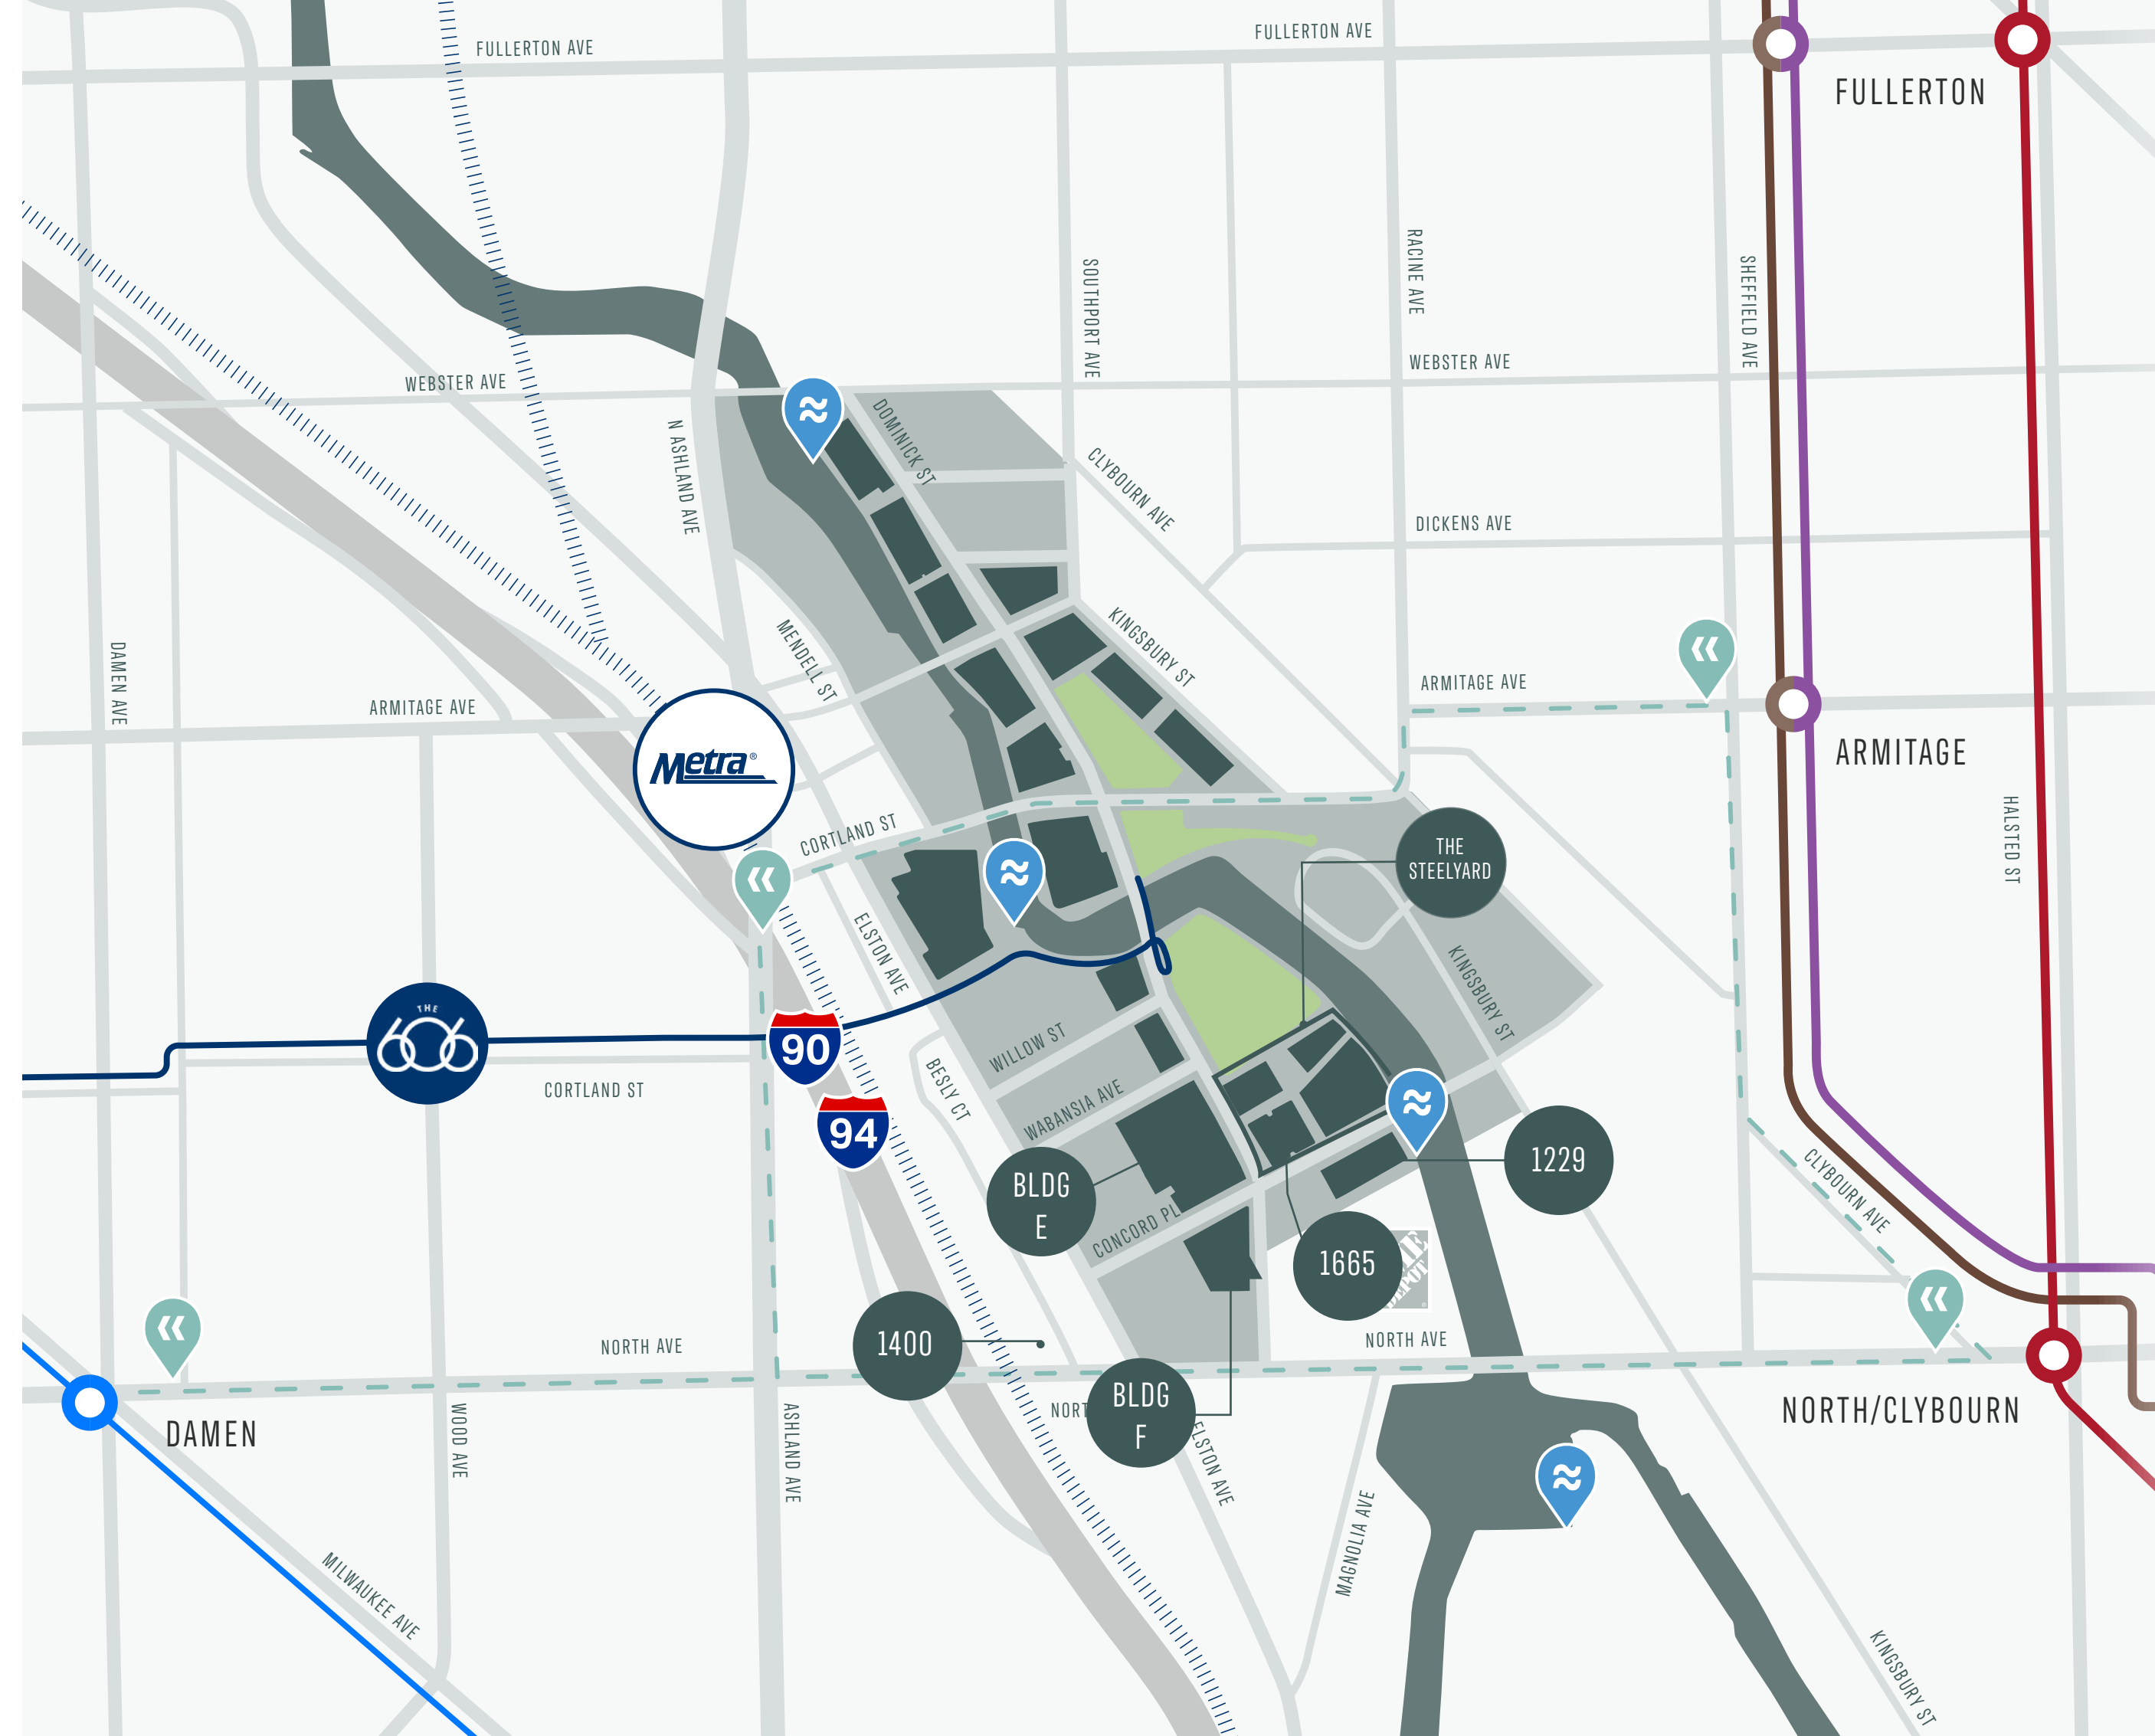 FULLERTON AVE
FULLERTON AVE
FULLERTON
SOUTHPORT AVE
RACINE AVE
SHEFFIELD AVE
WEBSTER AVE
WEBSTER AVE
N ASHLAND AVE
DOMINICK ST
CLYBOURN AVE
DICKENS AVE
DAMEN AVE
MENDELL ST
KINGSBURY ST
ARMITAGE AVE
ARMITAGE AVE
ARMITAGE
Metra®
HALSTED ST
CORTLAND ST
THE
STEELYARD
ELSTON AVE
KINGSBURY ST
THE
606
90
CORTLAND ST
WILLOW ST
BESLY CT
WABANSIA AVE
94
BLDG
E
1229
CLYBOURN AVE
CONCORD PL
1665
DEPOT
1400
NORTH AVE
NORTH AVE
BLDG
F
NORT
DAMEN
WOOD AVE
ASHLAND AVE
ELSTON AVE
NORTH/CLYBOURN
MAGNOLIA AVE
MILWAUKEE AVE
KINGSBURY ST